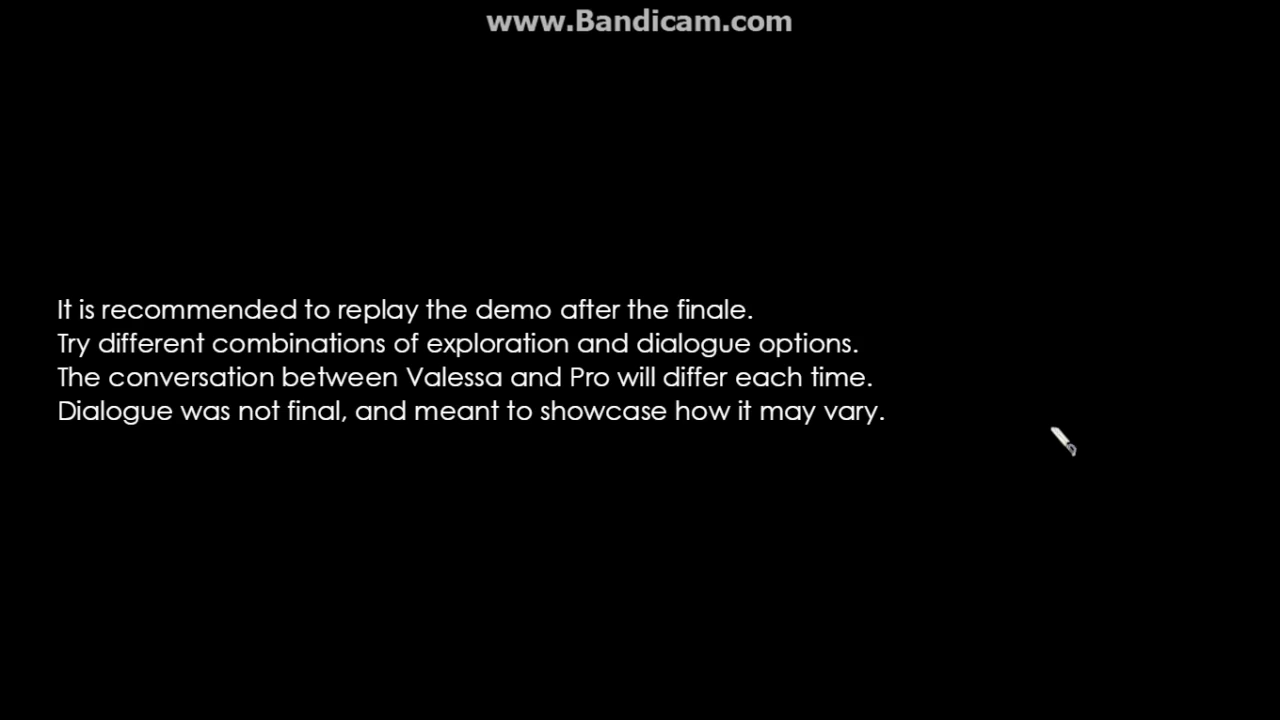 www.Bandicam.com
It is recommended to replay the demo after the finale.
Try different combinations of exploration and dialogue options.
The conversation between Valessa and Pro will differ each time.
Dialogue was not final, and meant to showcase how it may vary.